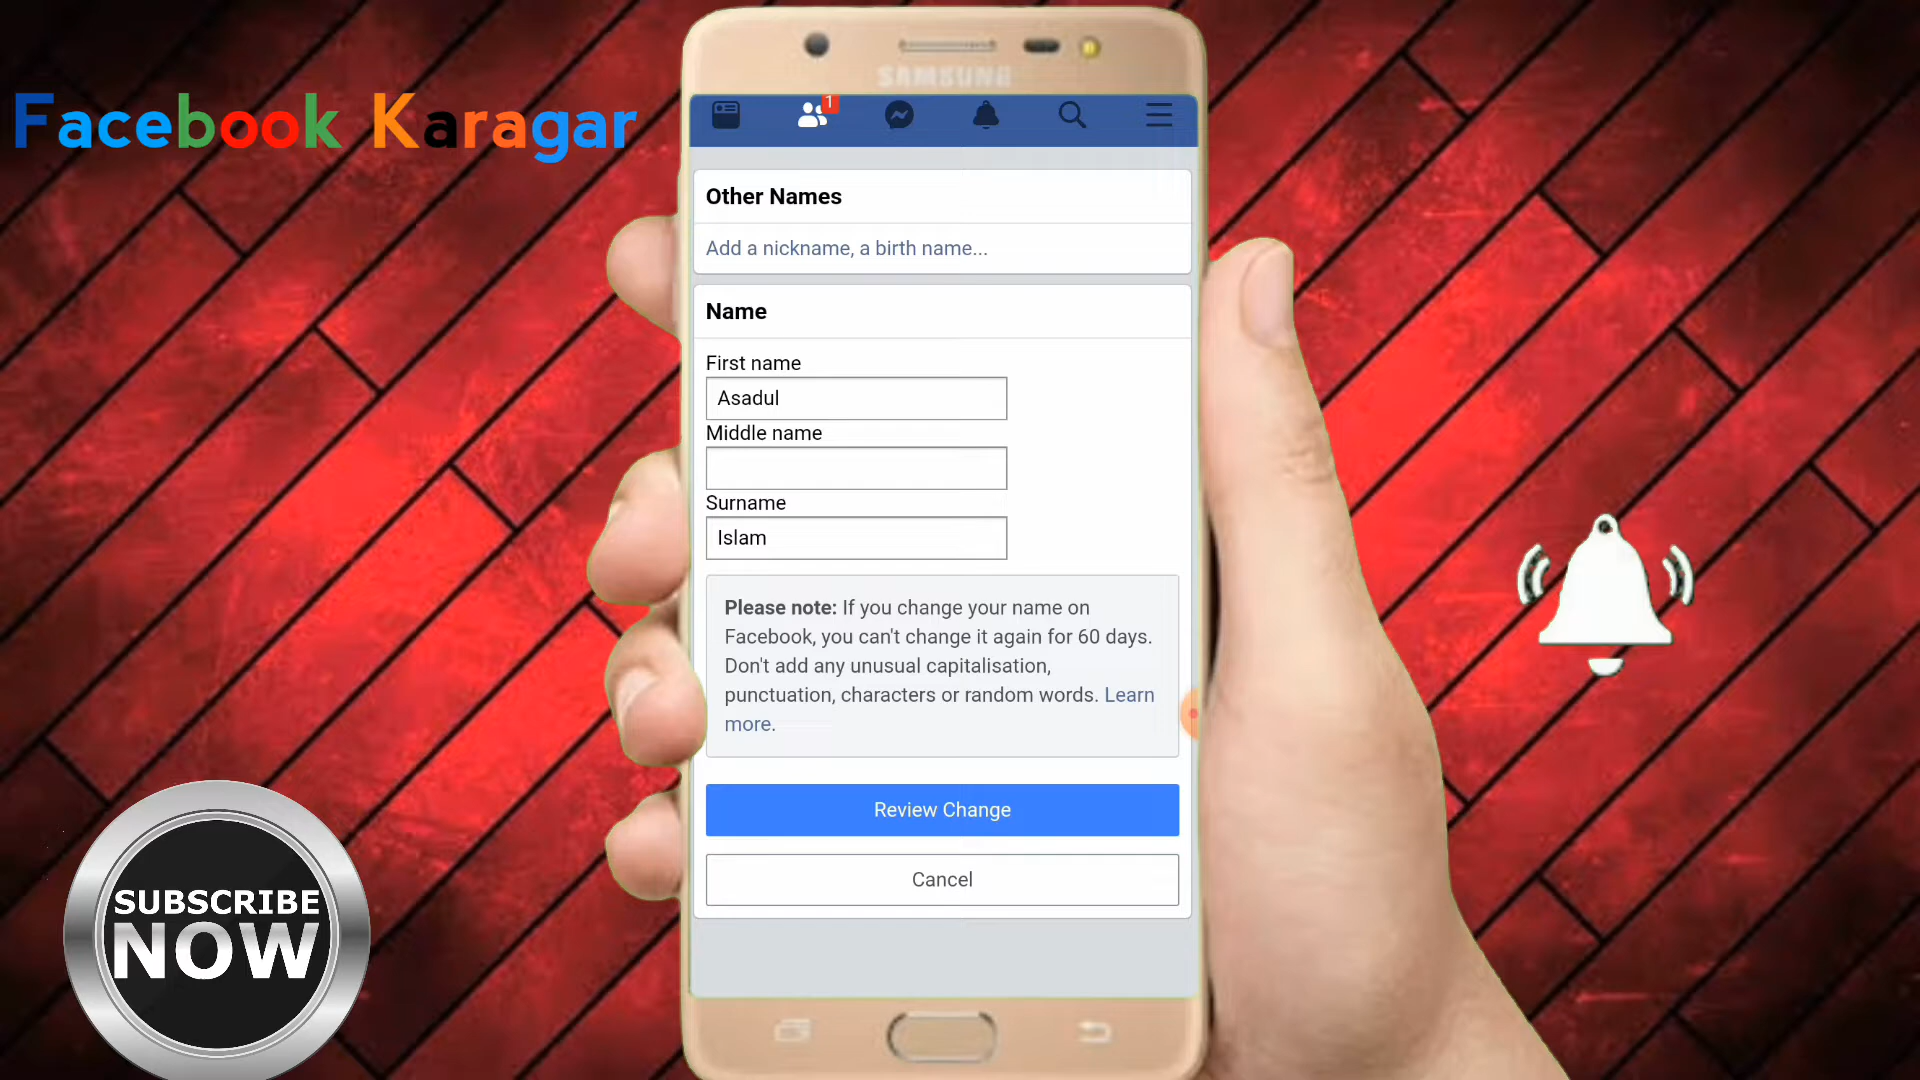 Facebook Karagar
SAMSUNG
1
Other Names
Add a nickname, a birth name...
Name
First name
Asadul
Middle name
Surname
Islam
Please note: If you change your name on
Facebook, you can't change it again for 60 days.
Don't add any unusual capitalisation,
punctuation, characters or random words. Learn
more.
Review Change
Cancel
SUBSCRIBE
NOW